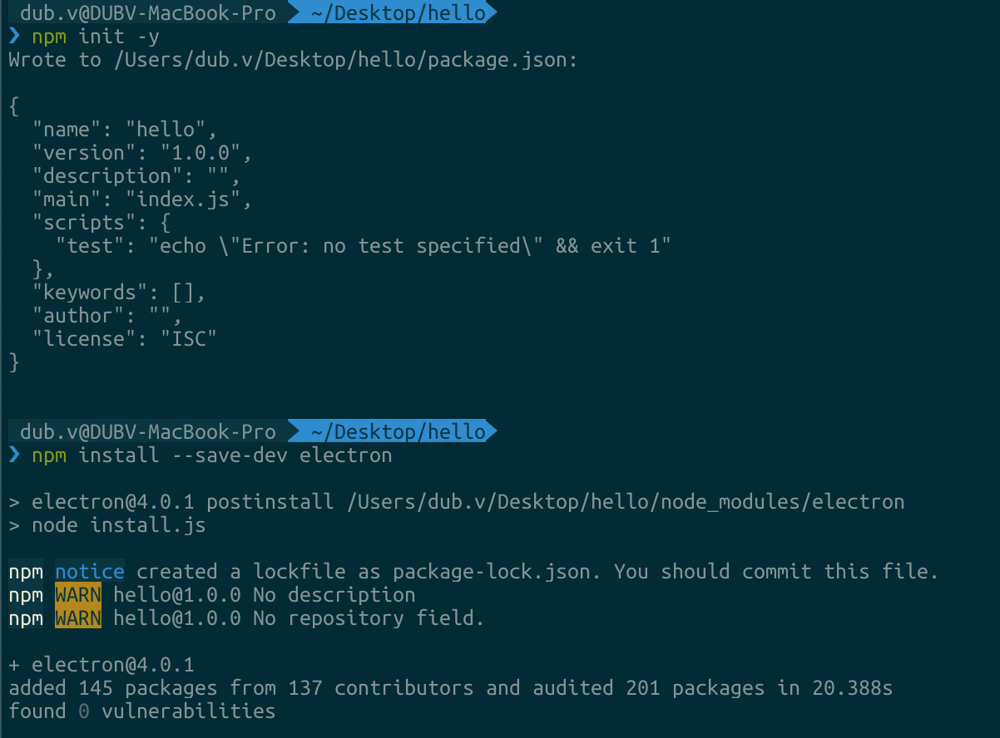 dub.v@DUBV-MacBook-Pro ~/Desktop/hello
❯ npm init -y
Wrote to /Users/dub.v/Desktop/hello/package.json:
{
  "name": "hello",
  "version": "1.0.0",
  "description": "",
  "main": "index.js",
  "scripts": {
    "test": "echo \"Error: no test specified\" && exit 1"
  },
  "keywords": [],
  "author": "",
  "license": "ISC"
}
dub.v@DUBV-MacBook-Pro ~/Desktop/hello
❯ npm install --save-dev electron
> electron@4.0.1 postinstall /Users/dub.v/Desktop/hello/node_modules/electron
> node install.js
npm notice created a lockfile as package-lock.json. You should commit this file.
npm WARN hello@1.0.0 No description
npm WARN hello@1.0.0 No repository field.
+ electron@4.0.1
added 145 packages from 137 contributors and audited 201 packages in 20.388s
found 0 vulnerabilities